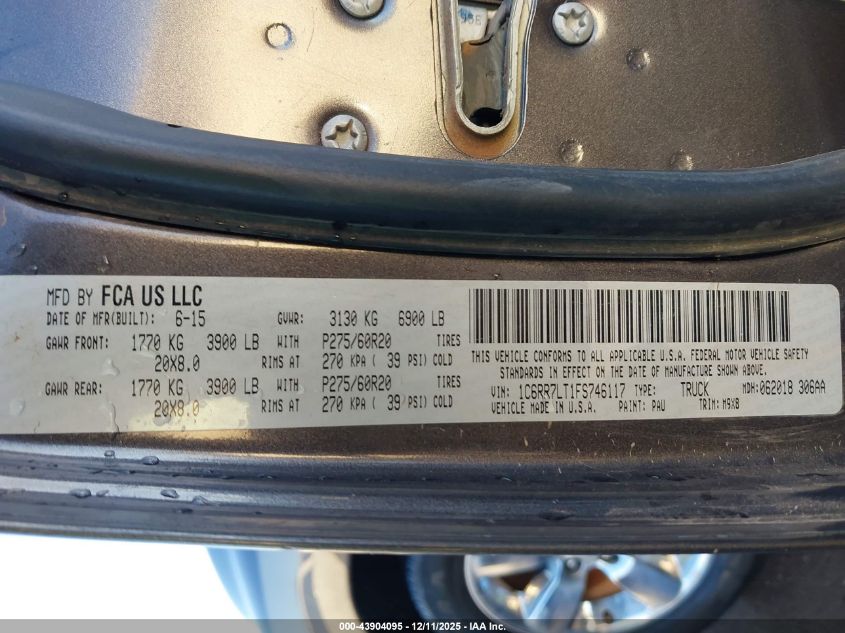 MFD BY FCA US LLC
DATE OF MFR(BUILT): 6-15 GVWR: 3130 KG 6900 LB
GAWR FRONT: 1770 KG 3900 LB WITH P275/60R20 TIRES
20X8.0 RIMS AT 270 KPA ( 39 PSI) COLD
GAWR REAR: 1770 KG 3900 LB WITH P275/60R20 TIRES
20X8.0 RIMS AT 270 KPA ( 39 PSI) COLD
THIS VEHICLE CONFORMS TO ALL APPLICABLE U.S.A. FEDERAL MOTOR VEHICLE SAFETY
STANDARDS IN EFFECT ON THE DATE OF MANUFACTURE SHOWN ABOVE.
VIN: 1C6RR7LT1FS746117 TYPE: TRUCK MDH: 062018 306AA
VEHICLE MADE IN U.S.A. PAINT: PAU TRIM: M9X8
000-43904095 - 12/11/2025 - IAA Inc.